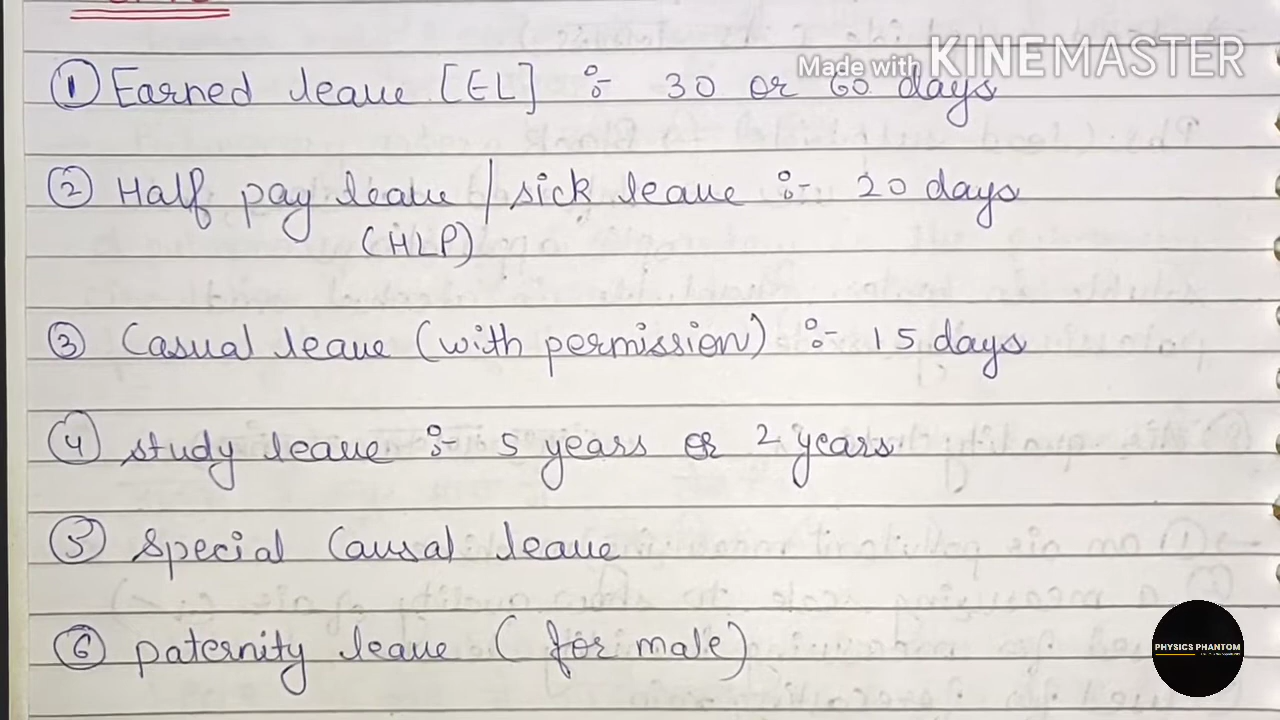 Made with KINEMASTER
① Earned leave [EL] :- 30 or 60 days
② Half pay leave / sick leave :- 20 days
(HLP)
③ Casual leave (with permission) :- 15 days
④ study leave :- 5 years or 2 years
⑤ special Causal leave
⑥ paternity leave ( for male)
PHYSICS PHANTOM